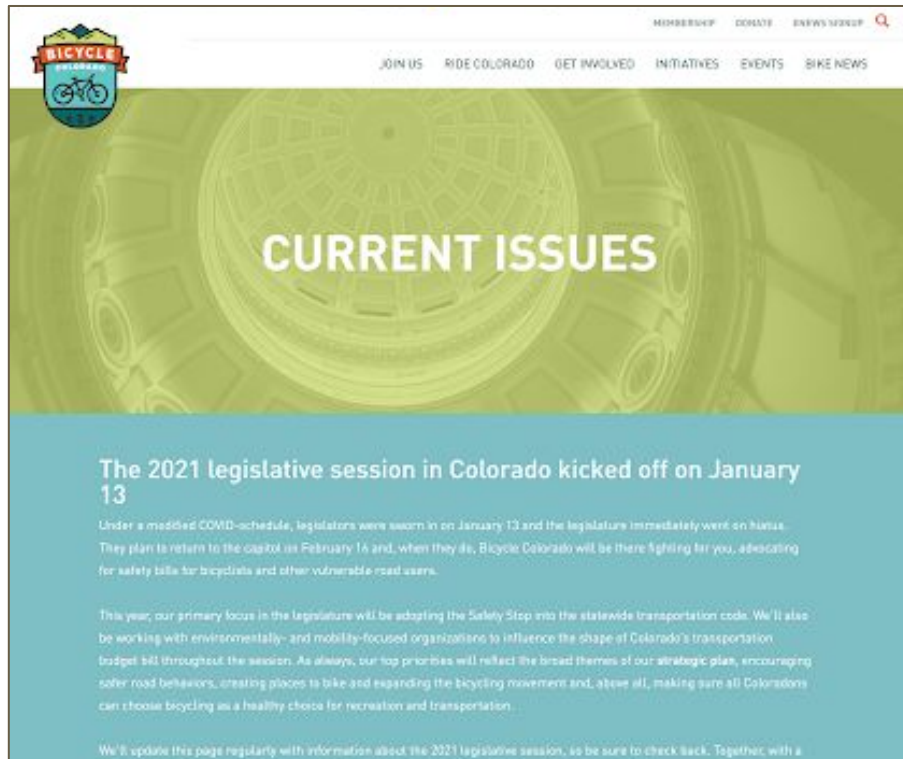 MEMBERSHIP DONATE ENEWS SIGNUP
BICYCLE
COLORADO
JOIN US RIDE COLORADO GET INVOLVED INITIATIVES EVENTS BIKE NEWS
CURRENT ISSUES
The 2021 legislative session in Colorado kicked off on January
13
Under a modified COVID-schedule, legislators were sworn in on January 13 and the legislature immediately went on hiatus.
They plan to return to the capitol on February 16 and, when they do, Bicycle Colorado will be there fighting for you, advocating
for safety bills for bicyclists and other vulnerable road users.
This year, our primary focus in the legislature will be adopting the Safety Stop into the statewide transportation code. We'll also
be working with environmentally- and mobility-focused organizations to influence the shape of Colorado's transportation
budget bill throughout the session. As always, our top priorities will reflect the broad themes of our strategic plan, encouraging
safer road behaviors, creating places to bike and expanding the bicycling movement and, above all, making sure all Coloradans
can choose bicycling as a healthy choice for recreation and transportation.
We'll update this page regularly with information about the 2021 legislative session, so be sure to check back. Together, with a